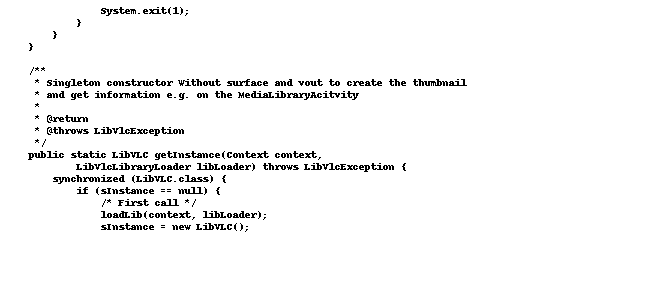 System.exit(1);
        }
    }
}

/**
 * Singleton constructor Without surface and vout to create the thumbnail
 * and get information e.g. on the MediaLibraryAcitvity
 *
 * @return
 * @throws LibVlcException
 */
public static LibVLC getInstance(Context context,
        LibVlcLibraryLoader libLoader) throws LibVlcException {
    synchronized (LibVLC.class) {
        if (sInstance == null) {
            /* First call */
            loadLib(context, libLoader);
            sInstance = new LibVLC();